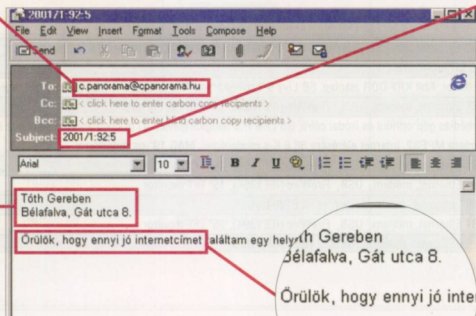 2001/1:92:5
File Edit View Insert Format Tools Compose Help
Send
To: c.panorama@cpanorama.hu
Cc: < click here to enter carbon copy recipients >
Bcc: < click here to enter blind carbon copy recipients >
Subject: 2001/1:92:5
Arial 10 B I U
Tóth Gereben
Bélafalva, Gát utca 8.
Örülök, hogy ennyi jó internetcímet aláltam egy hely
th Gereben
Bélafalva, Gát utca 8.
Örülök, hogy ennyi jó inte